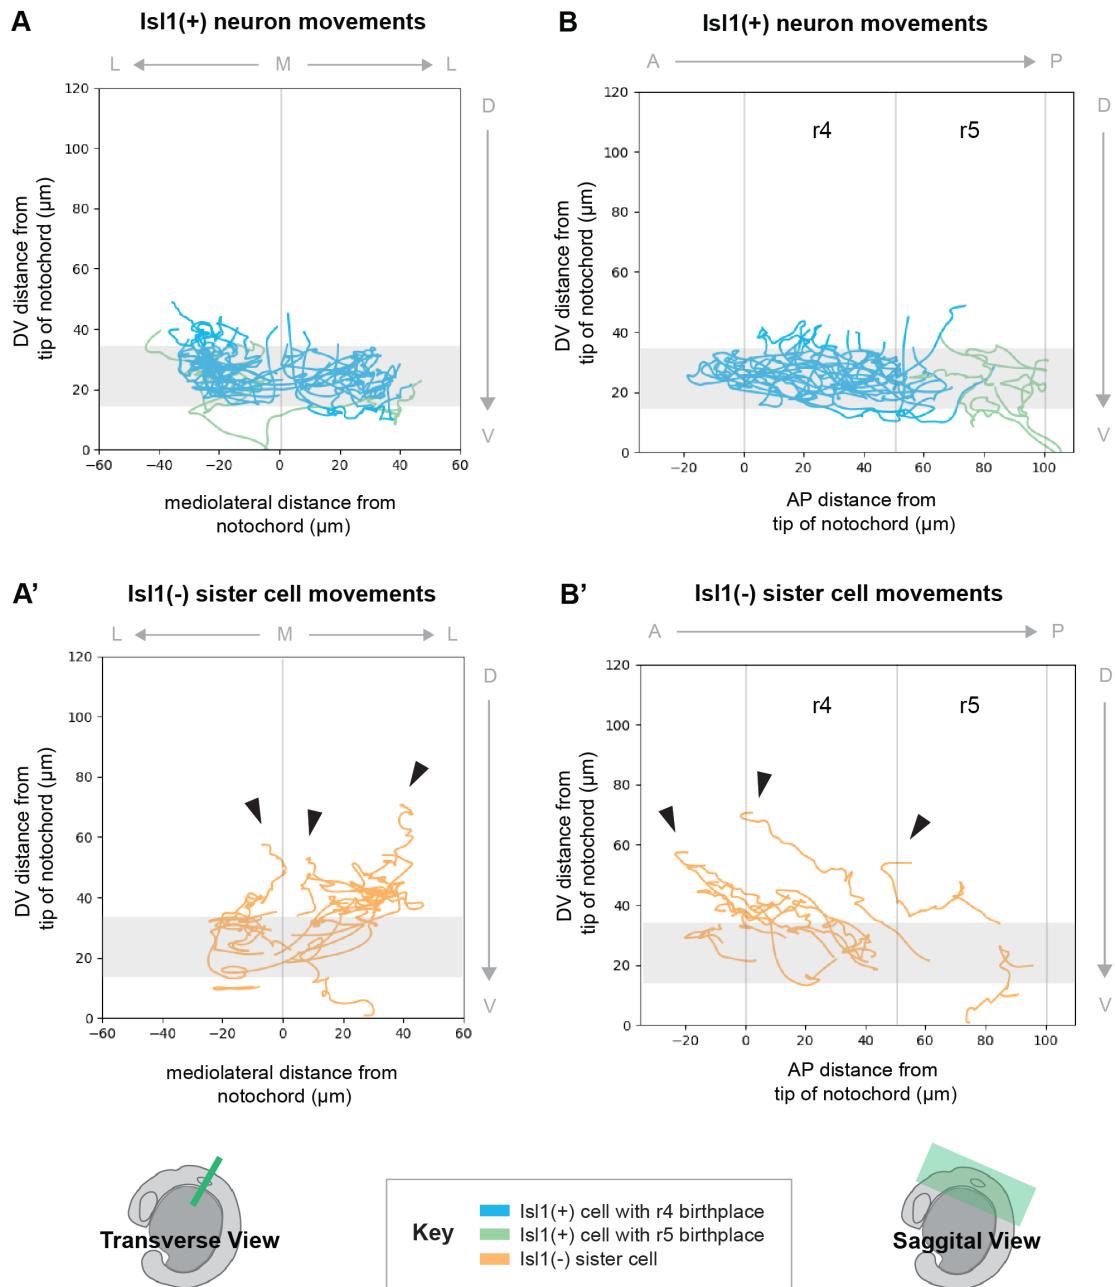 A
Isl1(+) neuron movements
L M L
120
100
80
60
40
20
0
−60 −40 −20 0 20 40 60
DV distance from
tip of notochord (µm)
D
V
mediolateral distance from
notochord (µm)
B
Isl1(+) neuron movements
A P
r4 r5
120
100
80
60
40
20
0
−20 0 20 40 60 80 100
DV distance from
tip of notochord (µm)
D
V
AP distance from
tip of notochord (µm)
A’
Isl1(-) sister cell movements
L M L
120
100
80
60
40
20
0
−60 −40 −20 0 20 40 60
DV distance from
tip of notochord (µm)
D
V
mediolateral distance from
notochord (µm)
B’
Isl1(-) sister cell movements
A P
r4 r5
120
100
80
60
40
20
0
−20 0 20 40 60 80 100
DV distance from
tip of notochord (µm)
D
V
AP distance from
tip of notochord (µm)
Transverse View
Key
Isl1(+) cell with r4 birthplace
Isl1(+) cell with r5 birthplace
Isl1(-) sister cell
Saggital View